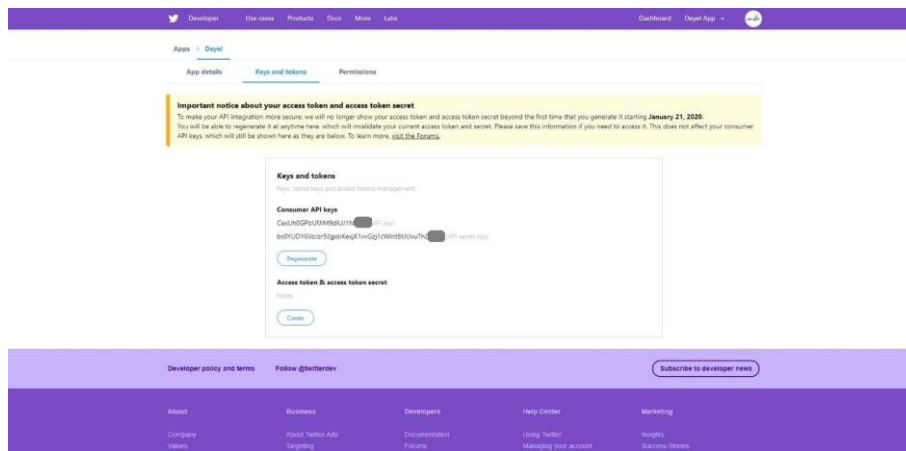 Developer Use cases Products Docs More Labs Dashboard Deyel App
Apps > Deyel
App details Keys and tokens Permissions
Important notice about your access token and access token secret
To make your API integration more secure, we will no longer show your access token and access token secret beyond the first time that you generate it starting January 21, 2020.
You will be able to regenerate it at anytime here, which will invalidate your current access token and secret. Please save this information if you need to access it. This does not affect your consumer
API keys, which will still be shown here as they are below. To learn more, visit the Forums.
Keys and tokens
Keys, secret keys and access tokens management.
Consumer API keys
(API key)
(API secret key)
Regenerate
Access token & access token secret
None
Create
Developer policy and terms Follow @twitterdev Subscribe to developer news
About Business Developers Help Center Marketing
Company About Twitter Ads Documentation Using Twitter Insights
Values Targeting Forums Managing your account Success Stories